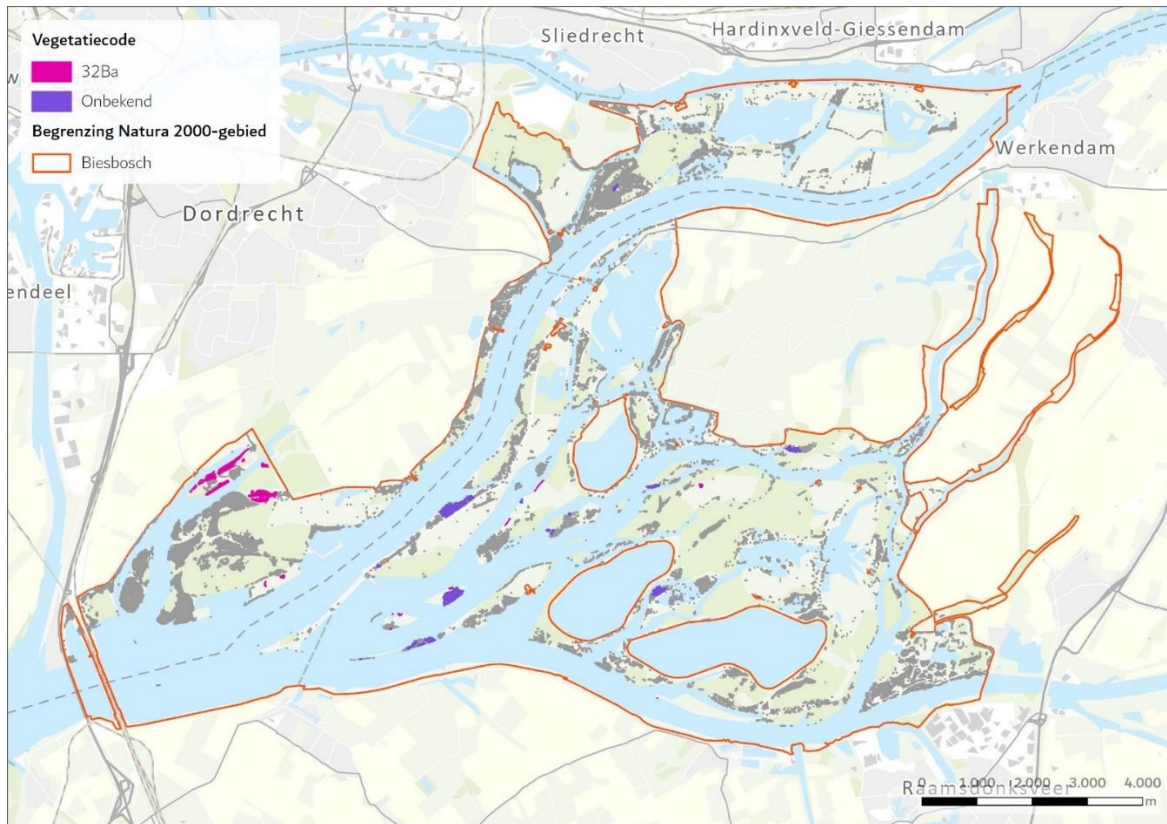 Vegetatiecode
32Ba
Onbekend
Begrenzing Natura 2000-gebied
Biesbosch
Sliedrecht
Hardinxveld-Giessendam
w
Werkendam
Dordrecht
endeel
Raamsdonksveer
0 1.000 2.000 3.000 4.000
m